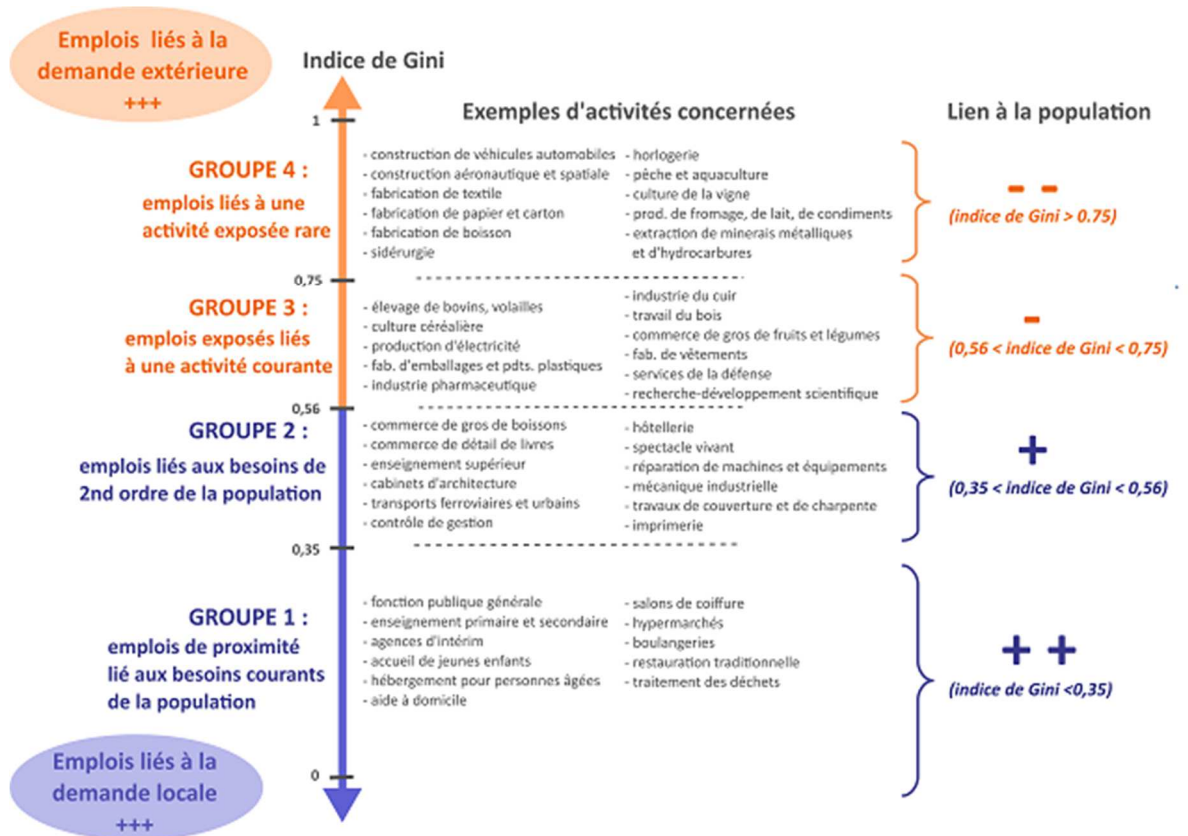 Emplois liés à la
demande extérieure
+++
Indice de Gini
Exemples d'activités concernées
Lien à la population
1
GROUPE 4 :
emplois liés à une
activité exposée rare
- construction de véhicules automobiles
- construction aéronautique et spatiale
- fabrication de textile
- fabrication de papier et carton
- fabrication de boisson
- sidérurgie
- horlogerie
- pêche et aquaculture
- culture de la vigne
- prod. de fromage, de lait, de condiments
- extraction de minerais métalliques
et d'hydrocarbures
- -
(indice de Gini > 0.75)
0,75
GROUPE 3 :
emplois exposés liés
à une activité courante
- élevage de bovins, volailles
- culture céréalière
- production d'électricité
- fab. d'emballages et pdts. plastiques
- industrie pharmaceutique
- industrie du cuir
- travail du bois
- commerce de gros de fruits et légumes
- fab. de vêtements
- services de la défense
- recherche-développement scientifique
-
(0,56 < indice de Gini < 0,75)
0,56
GROUPE 2 :
emplois liés aux besoins de
2nd ordre de la population
- commerce de gros de boissons
- commerce de détail de livres
- enseignement supérieur
- cabinets d'architecture
- transports ferroviaires et urbains
- contrôle de gestion
- hôtellerie
- spectacle vivant
- réparation de machines et équipements
- mécanique industrielle
- travaux de couverture et de charpente
- imprimerie
+
(0,35 < indice de Gini < 0,56)
0,35
GROUPE 1 :
emplois de proximité
lié aux besoins courants
de la population
- fonction publique générale
- enseignement primaire et secondaire
- agences d'intérim
- accueil de jeunes enfants
- hébergement pour personnes âgées
- aide à domicile
- salons de coiffure
- hypermarchés
- boulangeries
- restauration traditionnelle
- traitement des déchets
+ +
(indice de Gini <0,35)
0
Emplois liés à la
demande locale
+++